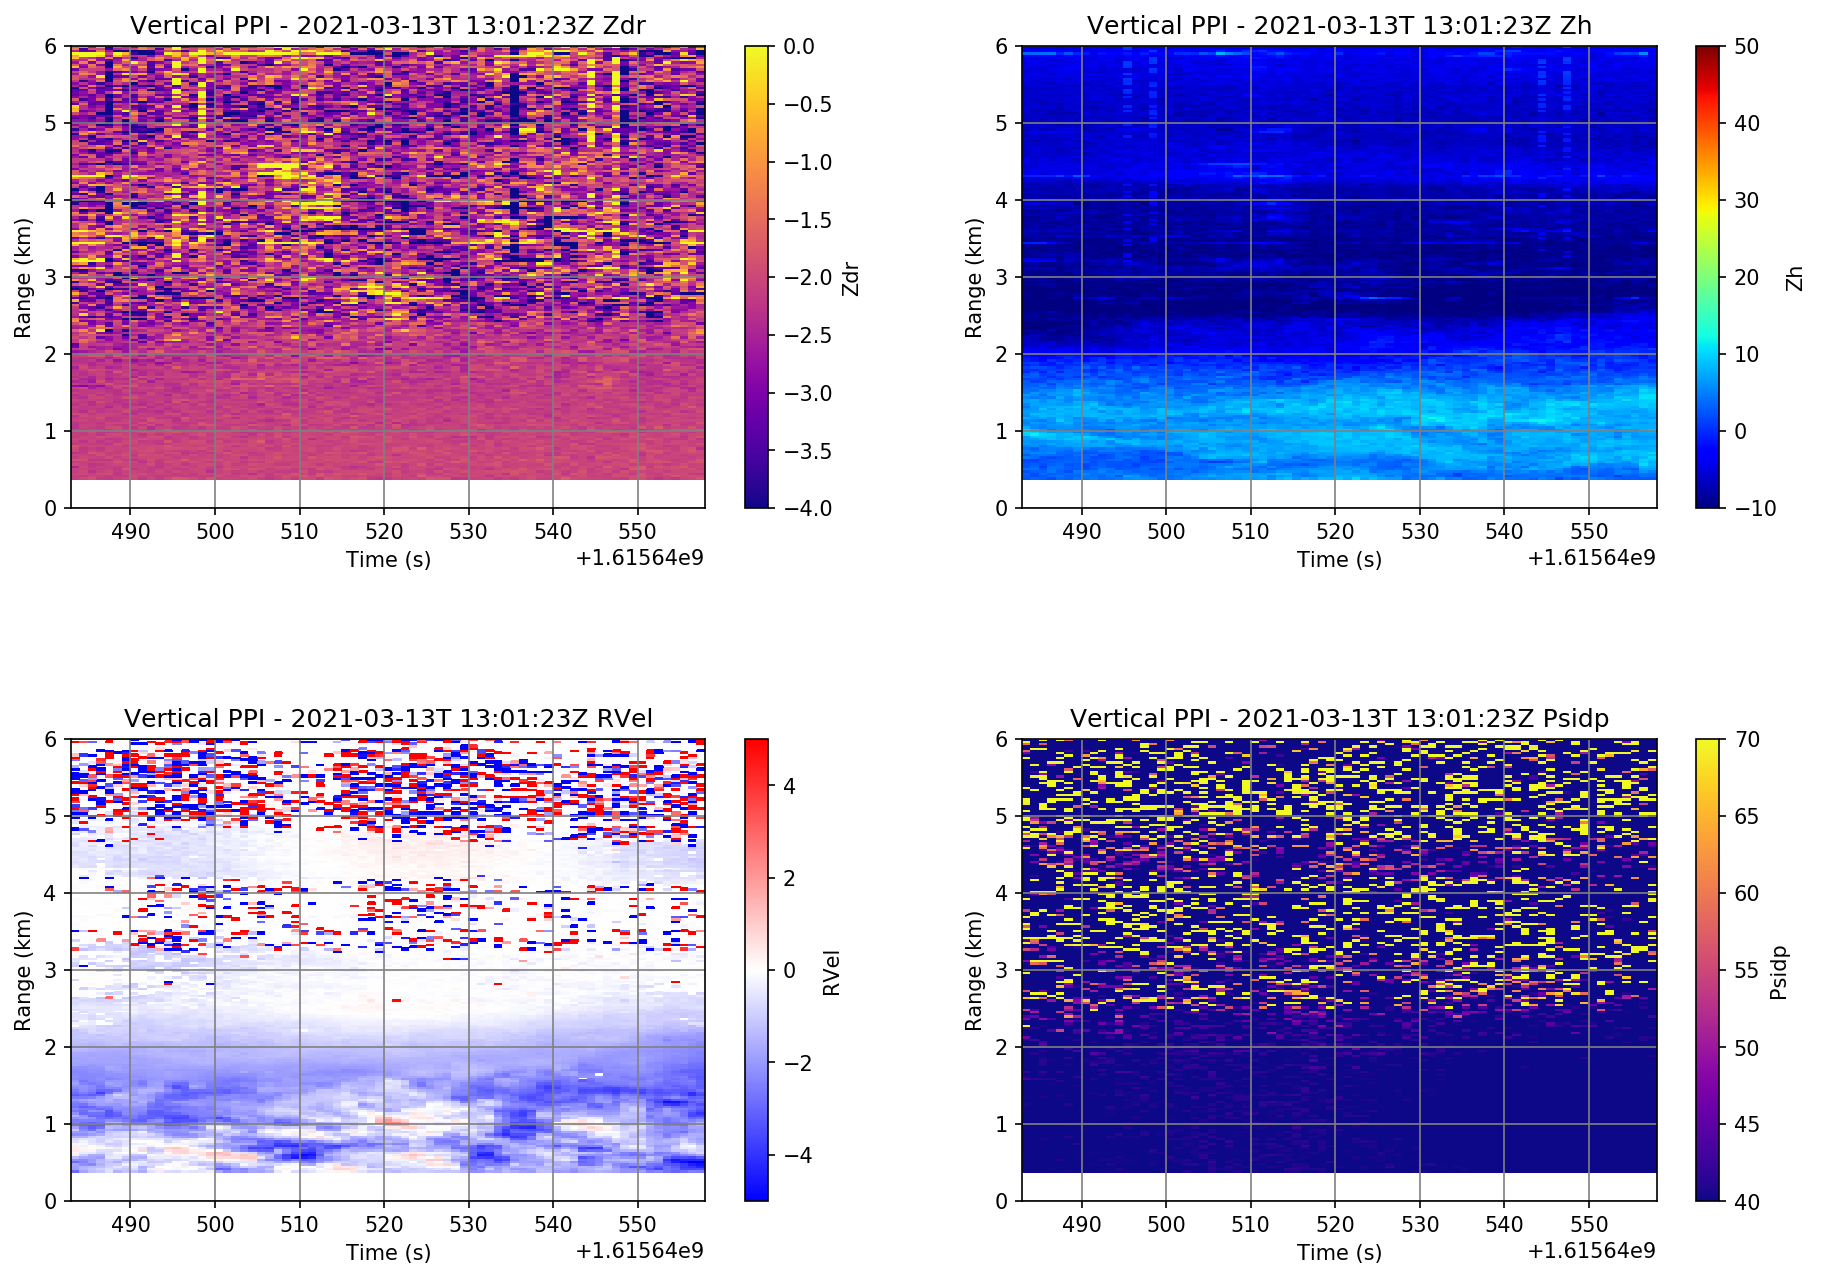 Vertical PPI - 2021-03-13T 13:01:23Z Zdr
6
5
4
3
2
1
0
Range (km)
490 500 510 520 530 540 550
Time (s)
+1.61564e9
0.0
−0.5
−1.0
−1.5
−2.0
−2.5
−3.0
−3.5
−4.0
Zdr
Vertical PPI - 2021-03-13T 13:01:23Z Zh
6
5
4
3
2
1
0
Range (km)
490 500 510 520 530 540 550
Time (s)
+1.61564e9
50
40
30
20
10
0
−10
Zh
Vertical PPI - 2021-03-13T 13:01:23Z RVel
6
5
4
3
2
1
0
Range (km)
490 500 510 520 530 540 550
Time (s)
+1.61564e9
4
2
0
−2
−4
RVel
Vertical PPI - 2021-03-13T 13:01:23Z Psidp
6
5
4
3
2
1
0
Range (km)
490 500 510 520 530 540 550
Time (s)
+1.61564e9
70
65
60
55
50
45
40
Psidp